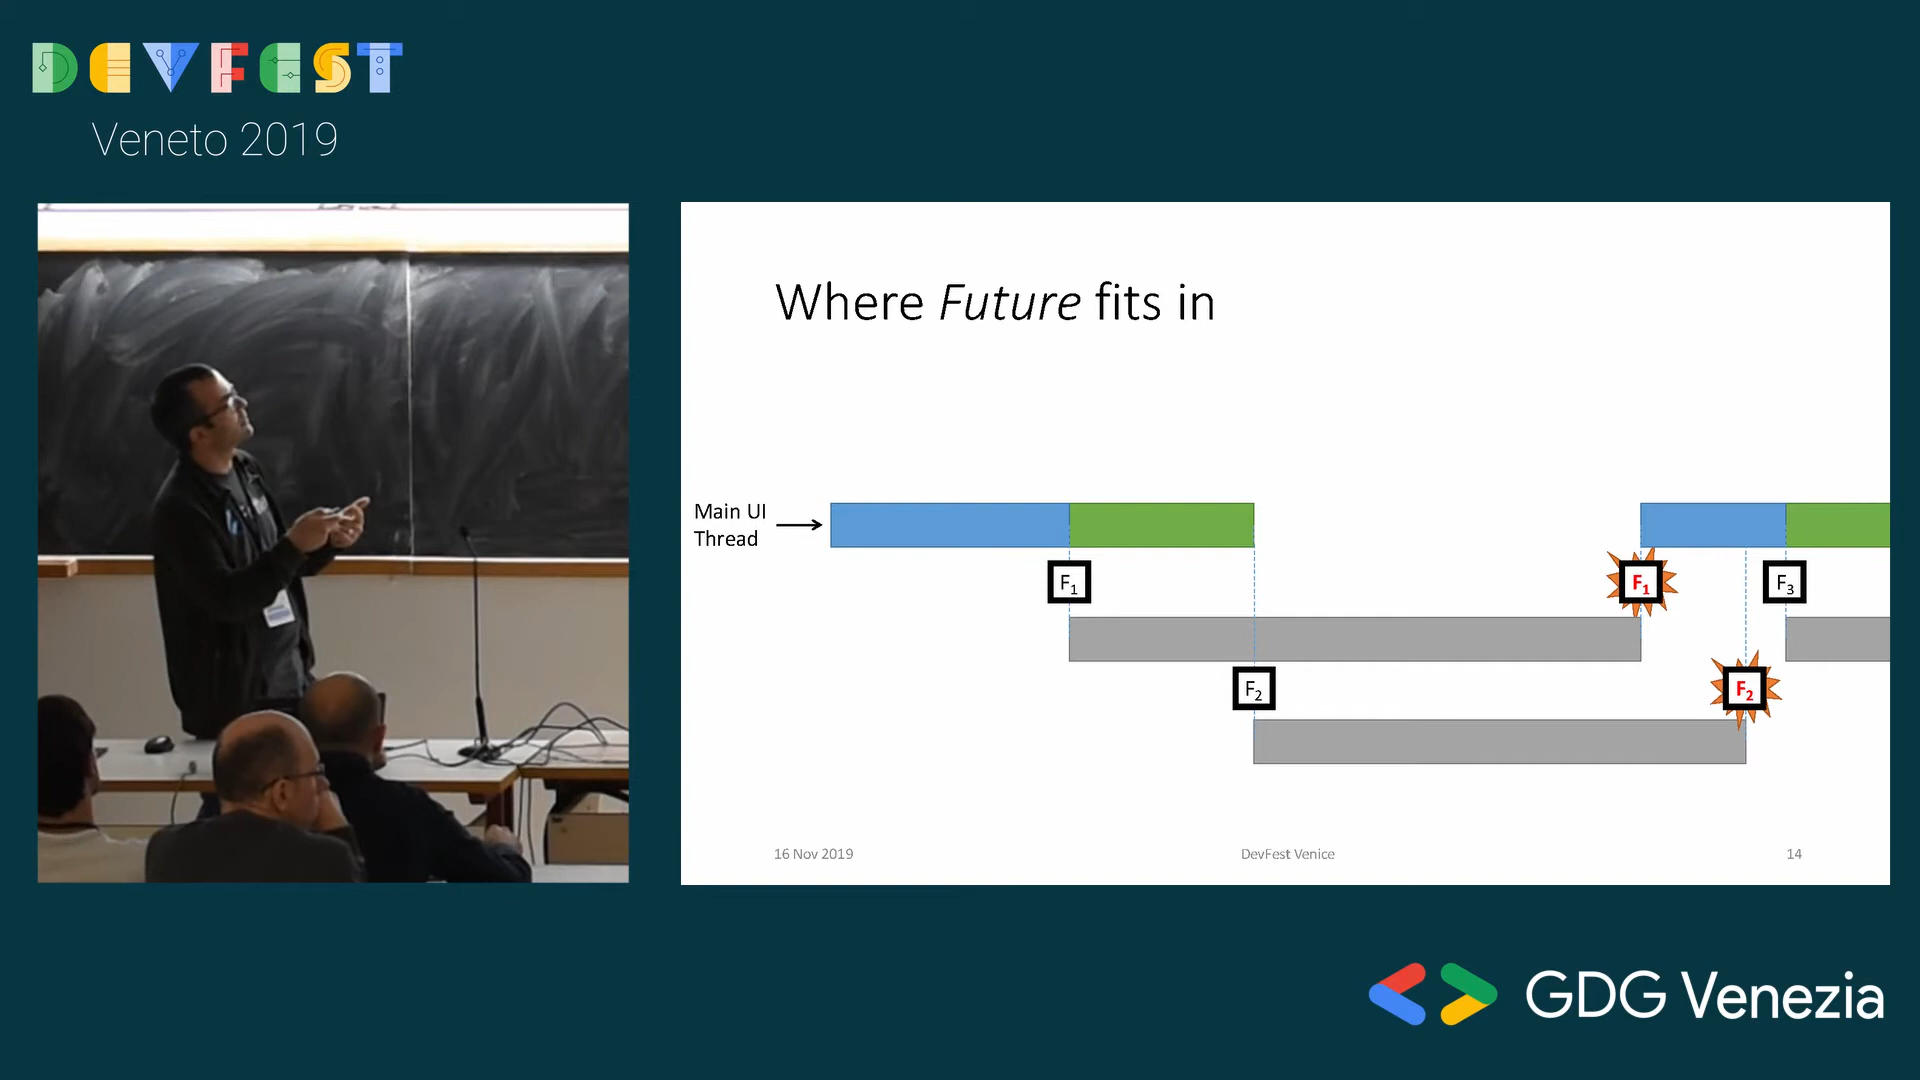 DEVFEST
Veneto 2019
Where Future fits in
Main UI
Thread
F₁
F₁
F₃
F₂
F₂
16 Nov 2019
DevFest Venice
14
GDG Venezia